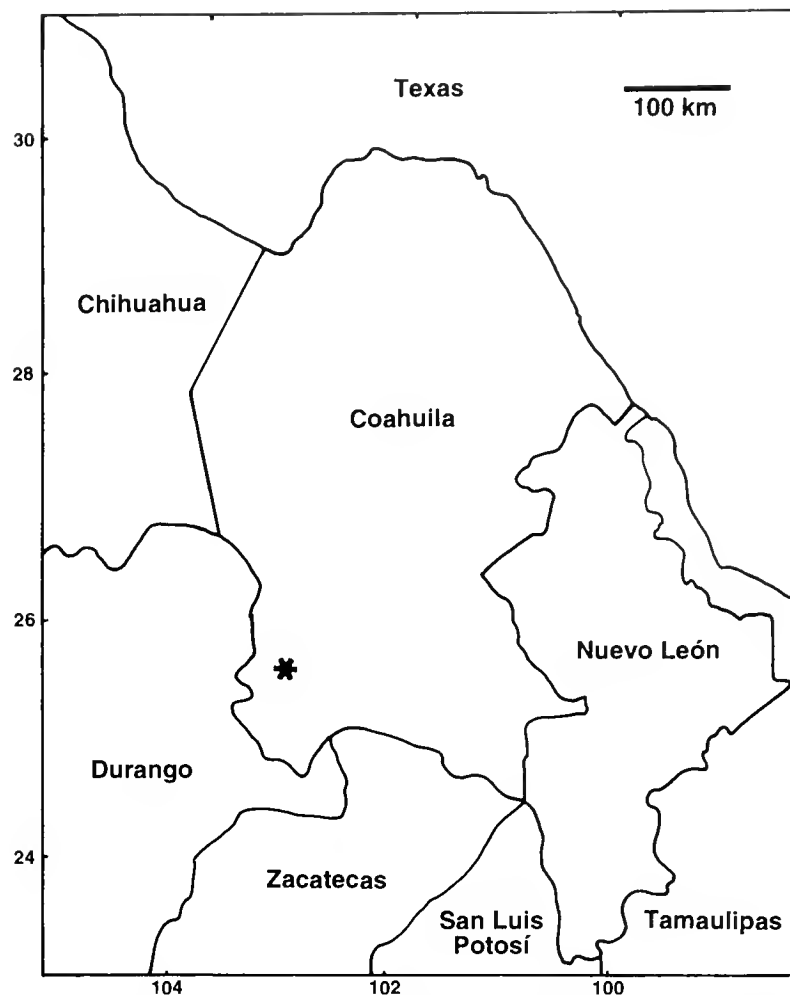 Texas
100 km
30
Chihuahua
28
Coahuila
26
Nuevo León
*
Durango
24
Zacatecas
San Luis
Potosí
Tamaulipas
104
102
100